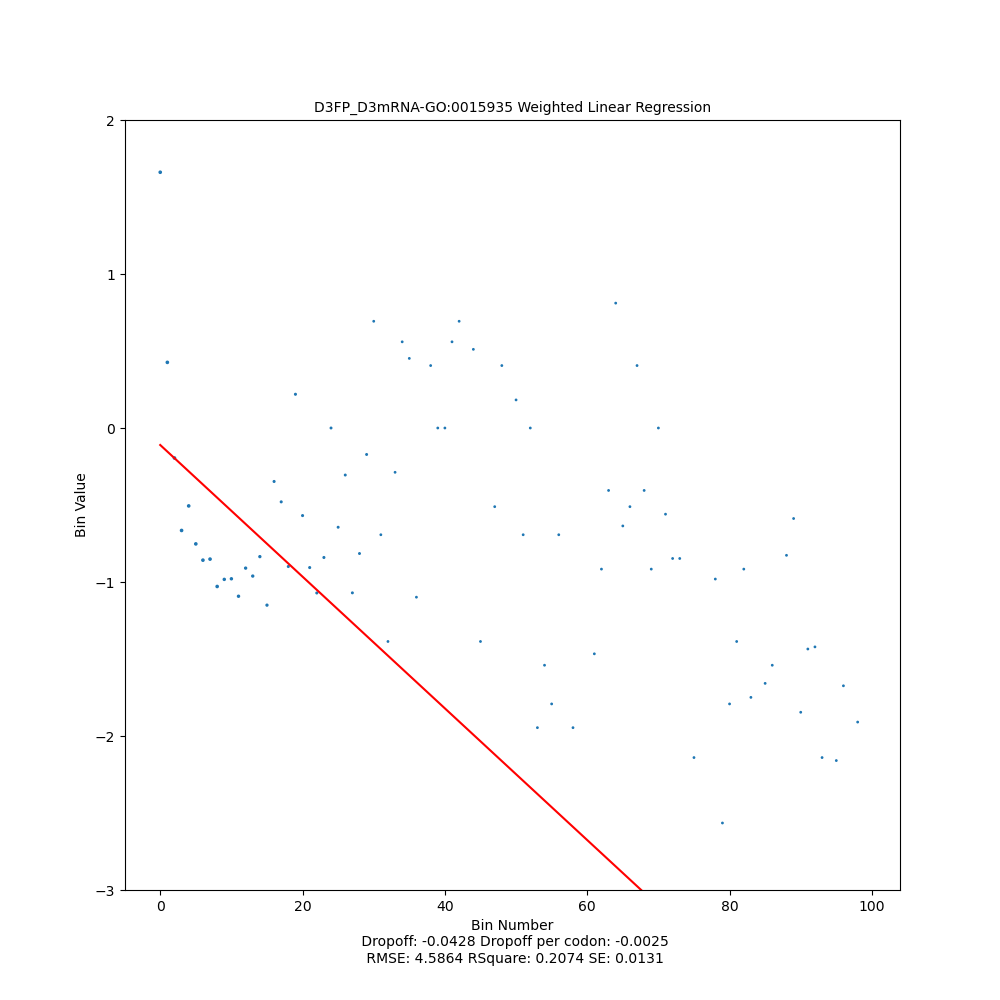 D3FP_D3mRNA-GO:0015935 Weighted Linear Regression
2
1
0
−1
−2
−3
Bin Value
0 20 40 60 80 100
Bin Number
Dropoff: -0.0428 Dropoff per codon: -0.0025
RMSE: 4.5864 RSquare: 0.2074 SE: 0.0131